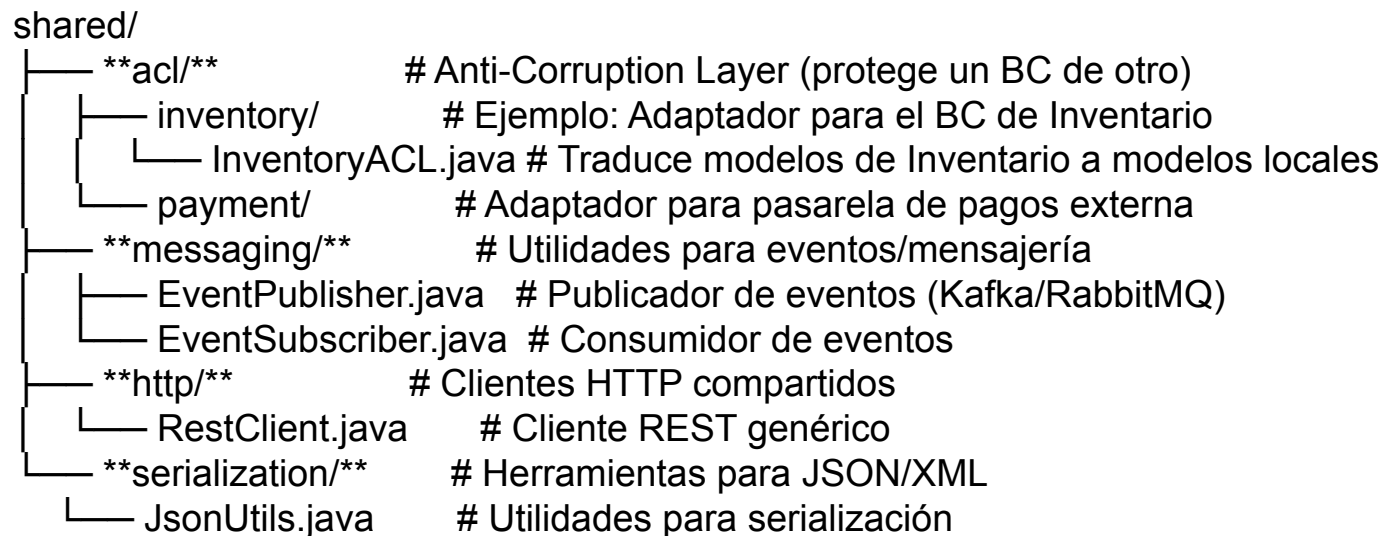 shared/
├── **acl/** # Anti-Corruption Layer (protege un BC de otro)
│ ├── inventory/ # Ejemplo: Adaptador para el BC de Inventario
│ │ └── InventoryACL.java # Traduce modelos de Inventario a modelos locales
│ └── payment/ # Adaptador para pasarela de pagos externa
├── **messaging/** # Utilidades para eventos/mensajería
│ ├── EventPublisher.java # Publicador de eventos (Kafka/RabbitMQ)
│ └── EventSubscriber.java # Consumidor de eventos
├── **http/** # Clientes HTTP compartidos
│ └── RestClient.java # Cliente REST genérico
└── **serialization/** # Herramientas para JSON/XML
└── JsonUtils.java # Utilidades para serialización